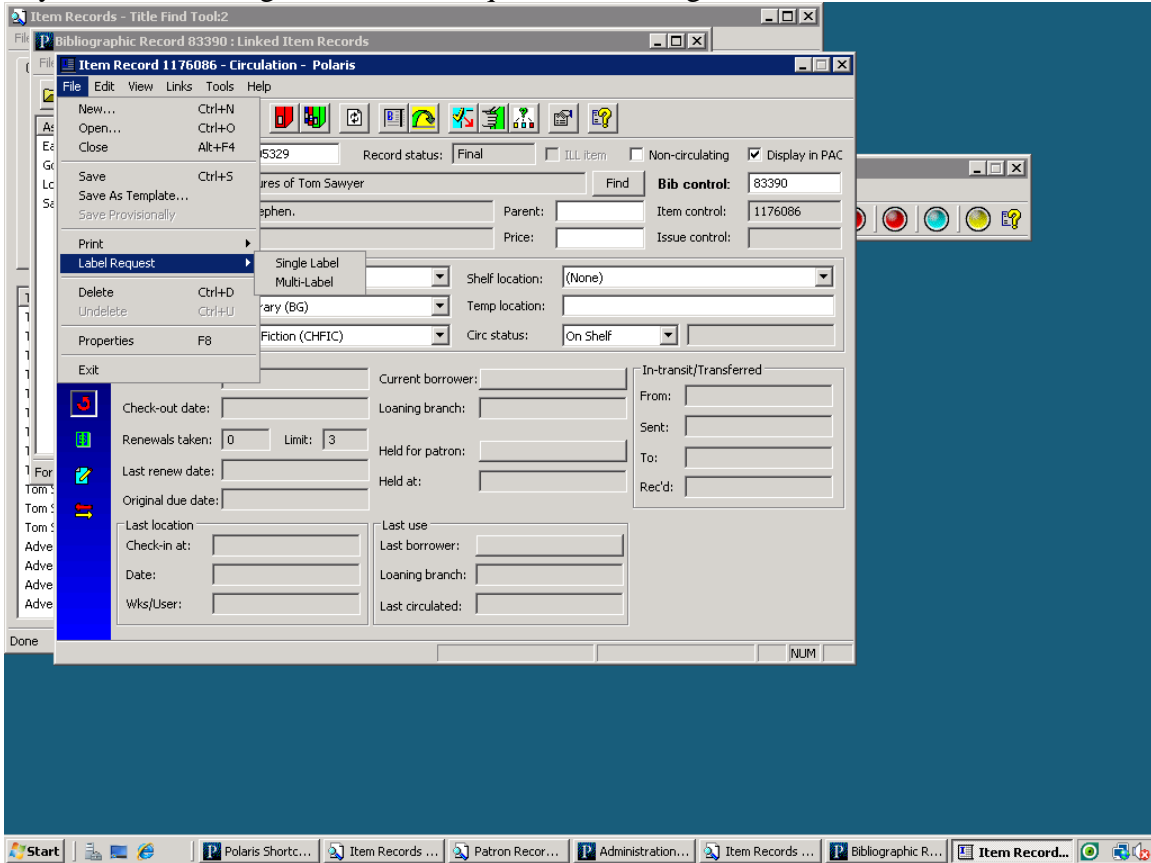 Item Records - Title Find Tool:2
Bibliographic Record 83390 : Linked Item Records
Item Record 1176086 - Circulation - Polaris
File Edit View Links Tools Help
New... Ctrl+N
Open... Ctrl+O
Close Alt+F4
Save Ctrl+S
Save As Template...
Save Provisionally
Print
Label Request
Single Label
Multi-Label
Delete Ctrl+D
Undelete Ctrl+U
Properties F8
Exit
5329 Record status: Final ILL item Non-circulating Display in PAC
ures of Tom Sawyer Find Bib control: 83390
ephen. Parent: Item control: 1176086
Price: Issue control:
Shelf location: (None)
rary (BG) Temp location:
Fiction (CHFIC) Circ status: On Shelf
Current borrower: In-transit/Transferred
Check-out date: Loaning branch: From:
Renewals taken: 0 Limit: 3 Sent:
Held for patron: To:
Last renew date: Held at: Rec'd:
Original due date:
Last location Last use
Check-in at: Last borrower:
Date: Loaning branch:
Wks/User: Last circulated:
For
Tom S
Tom S
Tom S
Adve
Adve
Adve
Adve
Done
NUM
Start Polaris Shortc... Item Records ... Patron Recor... Administration... Item Records ... Bibliographic R... Item Record...